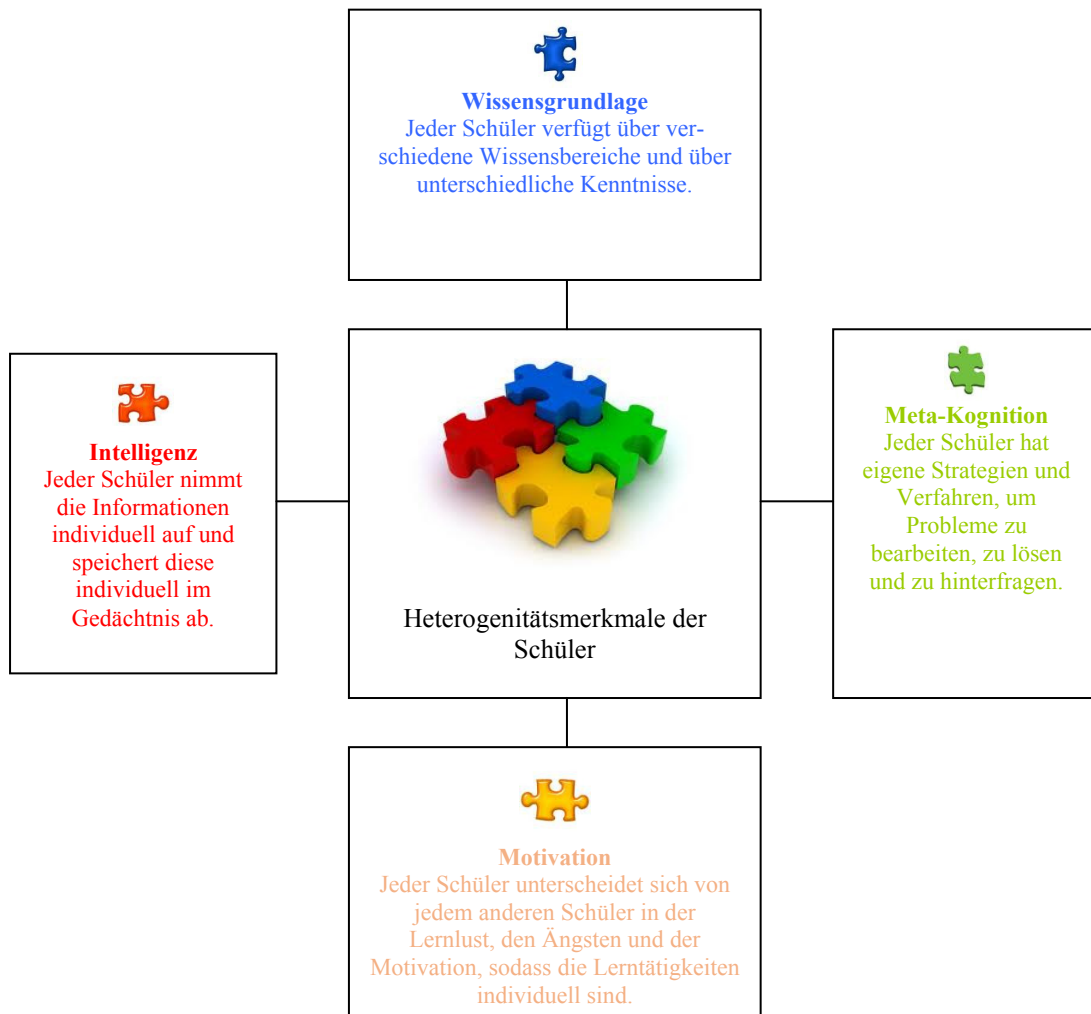 Wissensgrundlage
Jeder Schüler verfügt über ver-
schiedene Wissensbereiche und über
unterschiedliche Kenntnisse.
Intelligenz
Jeder Schüler nimmt
die Informationen
individuell auf und
speichert diese
individuell im
Gedächtnis ab.
Heterogenitätsmerkmale der
Schüler
Meta-Kognition
Jeder Schüler hat
eigene Strategien und
Verfahren, um
Probleme zu
bearbeiten, zu lösen
und zu hinterfragen.
Motivation
Jeder Schüler unterscheidet sich von
jedem anderen Schüler in der
Lernlust, den Ängsten und der
Motivation, sodass die Lerntätigkeiten
individuell sind.